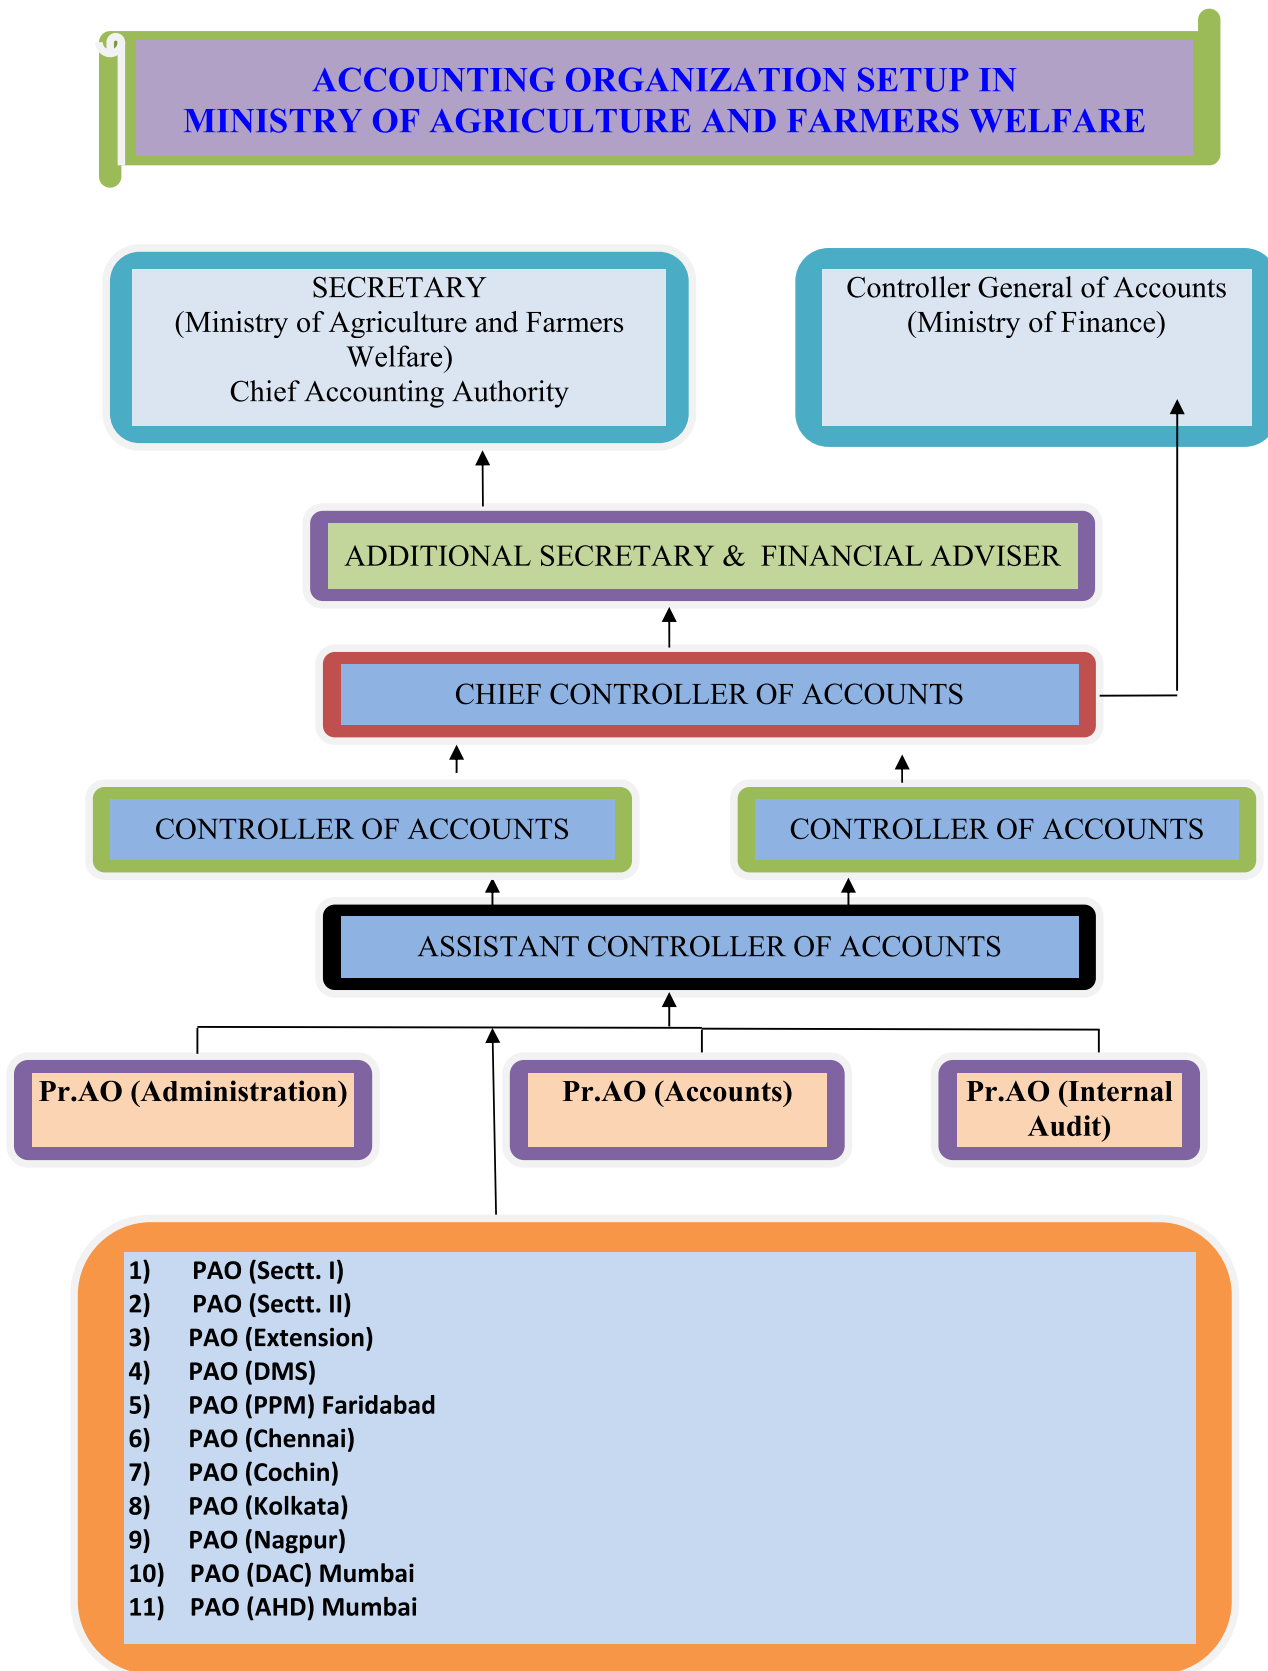 ACCOUNTING ORGANIZATION SETUP IN
MINISTRY OF AGRICULTURE AND FARMERS WELFARE
SECRETARY
(Ministry of Agriculture and Farmers
Welfare)
Chief Accounting Authority
Controller General of Accounts
(Ministry of Finance)
ADDITIONAL SECRETARY &  FINANCIAL ADVISER
CHIEF CONTROLLER OF ACCOUNTS
CONTROLLER OF ACCOUNTS
CONTROLLER OF ACCOUNTS
ASSISTANT CONTROLLER OF ACCOUNTS
Pr.AO (Administration)
Pr.AO (Accounts)
Pr.AO (Internal
Audit)
1) PAO (Sectt. I)
2) PAO (Sectt. II)
3) PAO (Extension)
4) PAO (DMS)
5) PAO (PPM) Faridabad
6) PAO (Chennai)
7) PAO (Cochin)
8) PAO (Kolkata)
9) PAO (Nagpur)
10) PAO (DAC) Mumbai
11) PAO (AHD) Mumbai